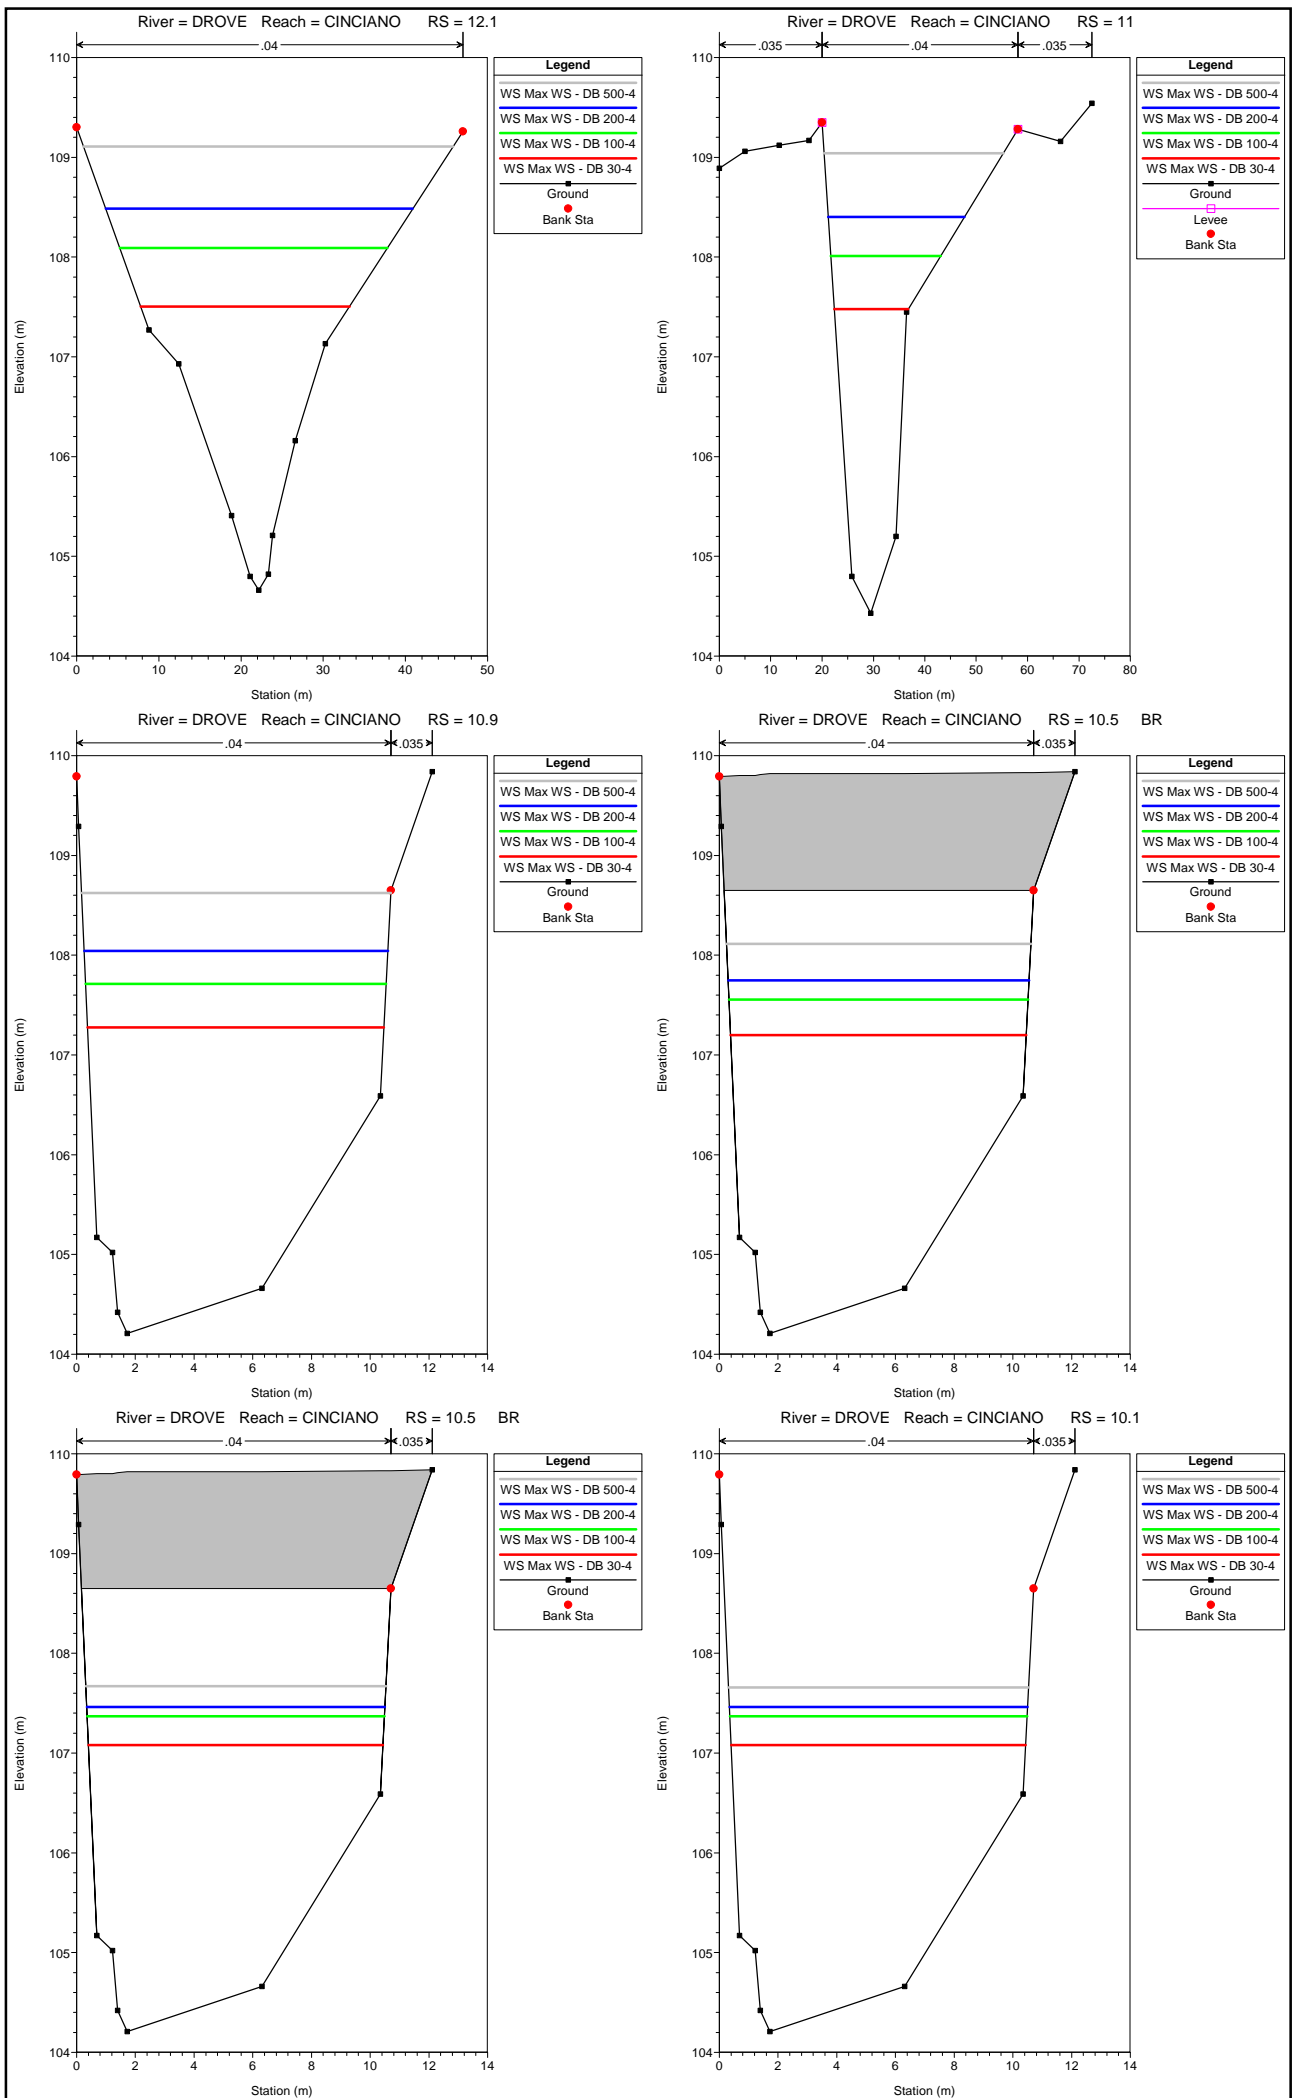 River = DROVE Reach = CINCIANO RS = 12.1
.04
110
109
108
107
106
105
104
0 10 20 30 40 50
Station (m)
Elevation (m)
Legend
WS Max WS - DB 500-4
WS Max WS - DB 200-4
WS Max WS - DB 100-4
WS Max WS - DB 30-4
Ground
Bank Sta
River = DROVE Reach = CINCIANO RS = 11
.035 .04 .035
110
109
108
107
106
105
104
0 10 20 30 40 50 60 70 80
Station (m)
Elevation (m)
Legend
WS Max WS - DB 500-4
WS Max WS - DB 200-4
WS Max WS - DB 100-4
WS Max WS - DB 30-4
Ground
Levee
Bank Sta
River = DROVE Reach = CINCIANO RS = 10.9
.04 .035
110
109
108
107
106
105
104
0 2 4 6 8 10 12 14
Station (m)
Elevation (m)
Legend
WS Max WS - DB 500-4
WS Max WS - DB 200-4
WS Max WS - DB 100-4
WS Max WS - DB 30-4
Ground
Bank Sta
River = DROVE Reach = CINCIANO RS = 10.5 BR
.04 .035
110
109
108
107
106
105
104
0 2 4 6 8 10 12 14
Station (m)
Elevation (m)
Legend
WS Max WS - DB 500-4
WS Max WS - DB 200-4
WS Max WS - DB 100-4
WS Max WS - DB 30-4
Ground
Bank Sta
River = DROVE Reach = CINCIANO RS = 10.5 BR
.04 .035
110
109
108
107
106
105
104
0 2 4 6 8 10 12 14
Station (m)
Elevation (m)
Legend
WS Max WS - DB 500-4
WS Max WS - DB 200-4
WS Max WS - DB 100-4
WS Max WS - DB 30-4
Ground
Bank Sta
River = DROVE Reach = CINCIANO RS = 10.1
.04 .035
110
109
108
107
106
105
104
0 2 4 6 8 10 12 14
Station (m)
Elevation (m)
Legend
WS Max WS - DB 500-4
WS Max WS - DB 200-4
WS Max WS - DB 100-4
WS Max WS - DB 30-4
Ground
Bank Sta